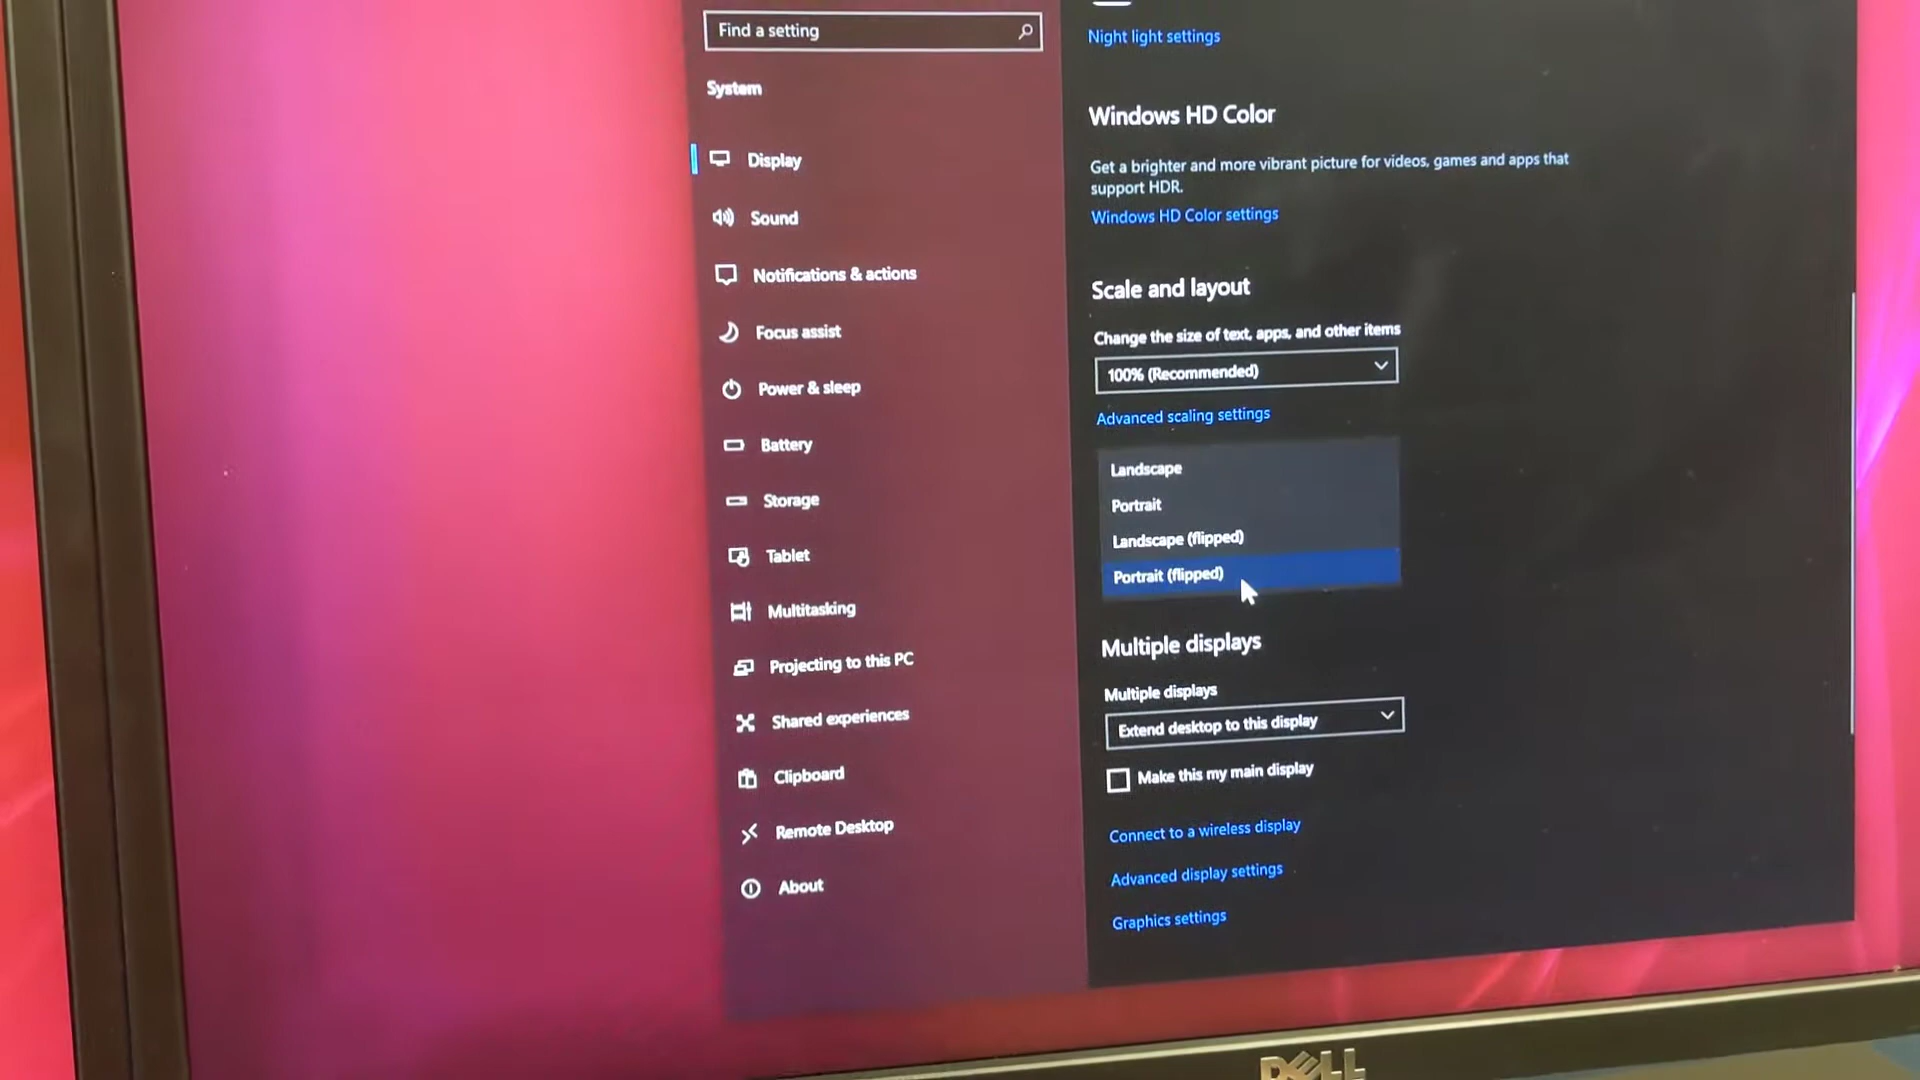 Find a setting
System
Display
Sound
Notifications & actions
Focus assist
Power & sleep
Battery
Storage
Tablet
Multitasking
Projecting to this PC
Shared experiences
Clipboard
Remote Desktop
About
Night light settings
Windows HD Color
Get a brighter and more vibrant picture for videos, games and apps that
support HDR.
Windows HD Color settings
Scale and layout
Change the size of text, apps, and other items
100% (Recommended)
Advanced scaling settings
Landscape
Portrait
Landscape (flipped)
Portrait (flipped)
Multiple displays
Multiple displays
Extend desktop to this display
Make this my main display
Connect to a wireless display
Advanced display settings
Graphics settings
DELL